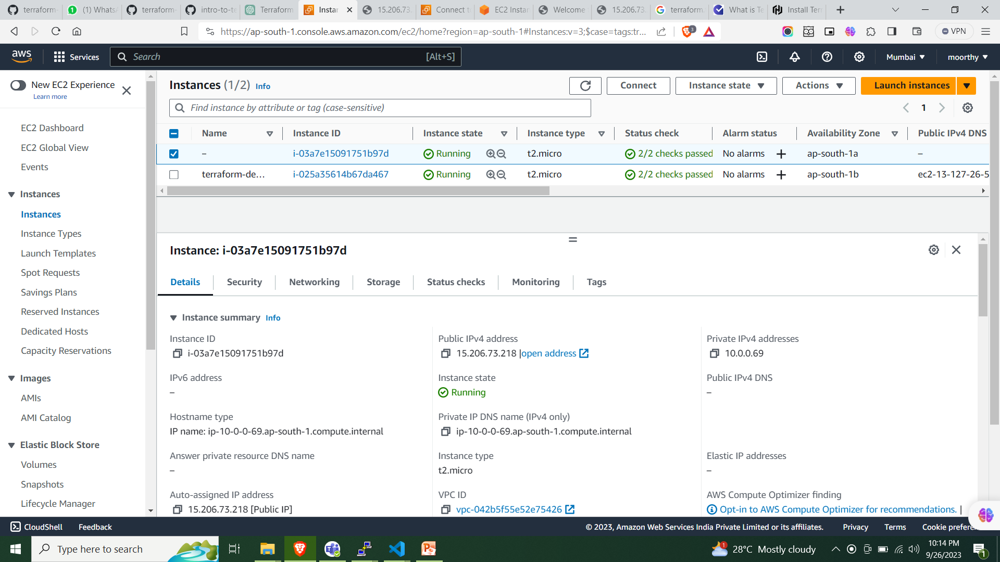 terraform-
(1) WhatsA
terraform-
intro-to-te
Terraform
Instan
15.206.73.
Connect to
EC2 Instan
Welcome
15.206.73.
terraform.
What is Te
Install Terr
https://ap-south-1.console.aws.amazon.com/ec2/home?region=ap-south-1#Instances:v=3;$case=tags:tr...
3
VPN
aws
Services
Search
[Alt+S]
Mumbai
moorthy
New EC2 Experience
Learn more
EC2 Dashboard
EC2 Global View
Events
Instances
Instances
Instance Types
Launch Templates
Spot Requests
Savings Plans
Reserved Instances
Dedicated Hosts
Capacity Reservations
Images
AMIs
AMI Catalog
Elastic Block Store
Volumes
Snapshots
Lifecycle Manager
Instances (1/2) Info
Connect
Instance state
Actions
Launch instances
Find instance by attribute or tag (case-sensitive)
1
Name Instance ID Instance state Instance type Status check Alarm status Availability Zone Public IPv4 DNS
– i-03a7e15091751b97d Running t2.micro 2/2 checks passed No alarms ap-south-1a –
terraform-de... i-025a35614b67da467 Running t2.micro 2/2 checks passed No alarms ap-south-1b ec2-13-127-26-5
Instance: i-03a7e15091751b97d
Details Security Networking Storage Status checks Monitoring Tags
Instance summary Info
Instance ID Public IPv4 address Private IPv4 addresses
i-03a7e15091751b97d 15.206.73.218 |open address 10.0.0.69
IPv6 address Instance state Public IPv4 DNS
– Running –
Hostname type Private IP DNS name (IPv4 only)
IP name: ip-10-0-0-69.ap-south-1.compute.internal ip-10-0-0-69.ap-south-1.compute.internal
Answer private resource DNS name Instance type Elastic IP addresses
– t2.micro –
Auto-assigned IP address VPC ID AWS Compute Optimizer finding
15.206.73.218 [Public IP] vpc-042b5f55e52e75426 Opt-in to AWS Compute Optimizer for recommendations. |
CloudShell Feedback © 2023, Amazon Web Services India Private Limited or its affiliates. Privacy Terms Cookie prefere
Type here to search
1
28°C Mostly cloudy
10:14 PM
9/26/2023
1